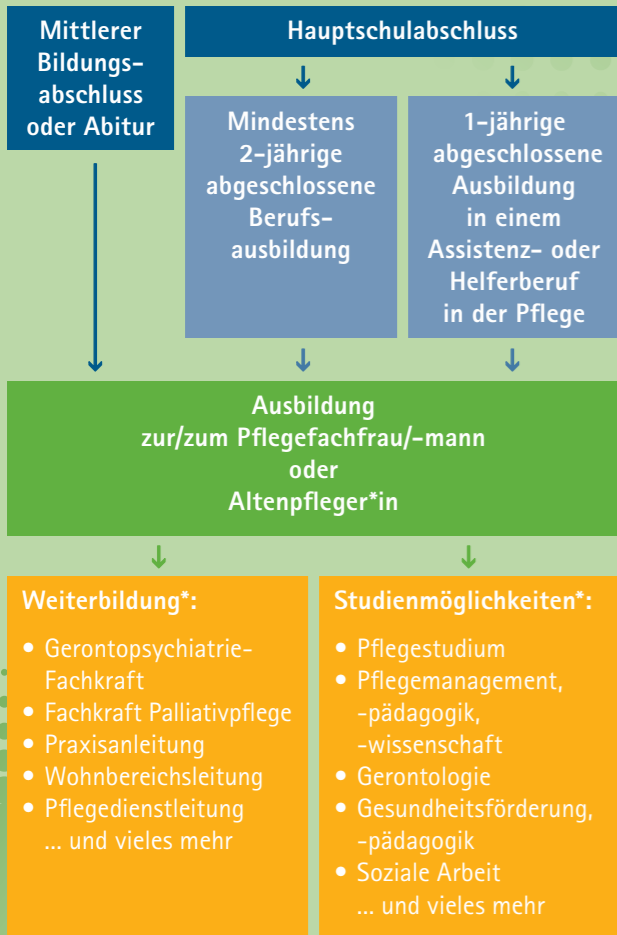 Mittlerer
Bildungs-
abschluss
oder Abitur
Hauptschulabschluss
Mindestens
2-jährige
abgeschlossene
Berufs-
ausbildung
1-jährige
abgeschlossene
Ausbildung
in einem
Assistenz- oder
Helferberuf
in der Pflege
Ausbildung
zur/zum Pflegefachfrau/-mann
oder
Altenpfleger*in
Weiterbildung*:
• Gerontopsychiatrie-
Fachkraft
• Fachkraft Palliativpflege
• Praxisanleitung
• Wohnbereichsleitung
• Pflegedienstleitung
... und vieles mehr
Studienmöglichkeiten*:
• Pflegestudium
• Pflegemanagement,
-pädagogik,
-wissenschaft
• Gerontologie
• Gesundheitsförderung,
-pädagogik
• Soziale Arbeit
... und vieles mehr